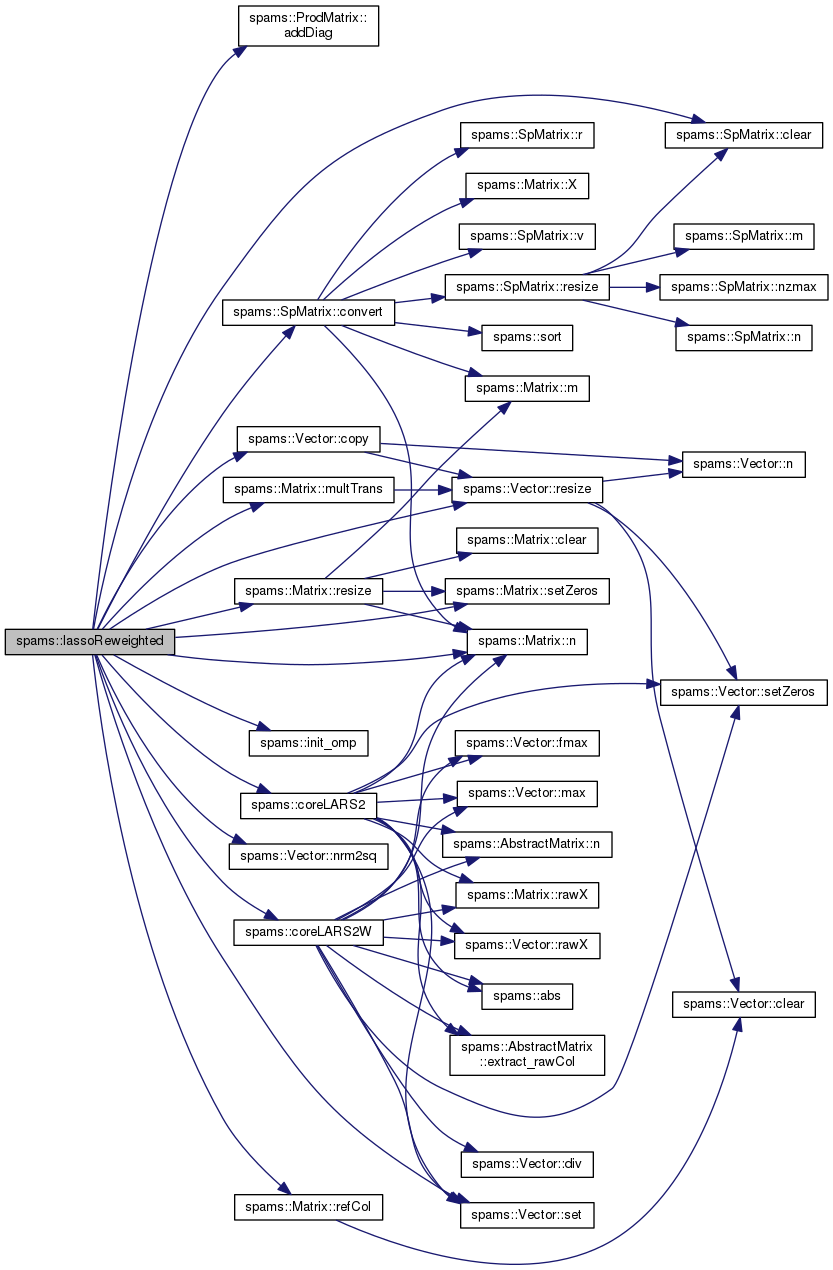 spams::ProdMatrix::
addDiag
spams::SpMatrix::r
spams::SpMatrix::clear
spams::Matrix::X
spams::SpMatrix::v
spams::SpMatrix::m
spams::SpMatrix::resize
spams::SpMatrix::nzmax
spams::SpMatrix::convert
spams::sort
spams::SpMatrix::n
spams::Matrix::m
spams::Vector::copy
spams::Vector::n
spams::Matrix::multTrans
spams::Vector::resize
spams::Matrix::clear
spams::Matrix::resize
spams::Matrix::setZeros
spams::lassoReweighted
spams::Matrix::n
spams::Vector::setZeros
spams::init_omp
spams::Vector::fmax
spams::Vector::max
spams::coreLARS2
spams::AbstractMatrix::n
spams::Vector::nrm2sq
spams::Matrix::rawX
spams::coreLARS2W
spams::Vector::rawX
spams::abs
spams::Vector::clear
spams::AbstractMatrix
::extract_rawCol
spams::Vector::div
spams::Matrix::refCol
spams::Vector::set